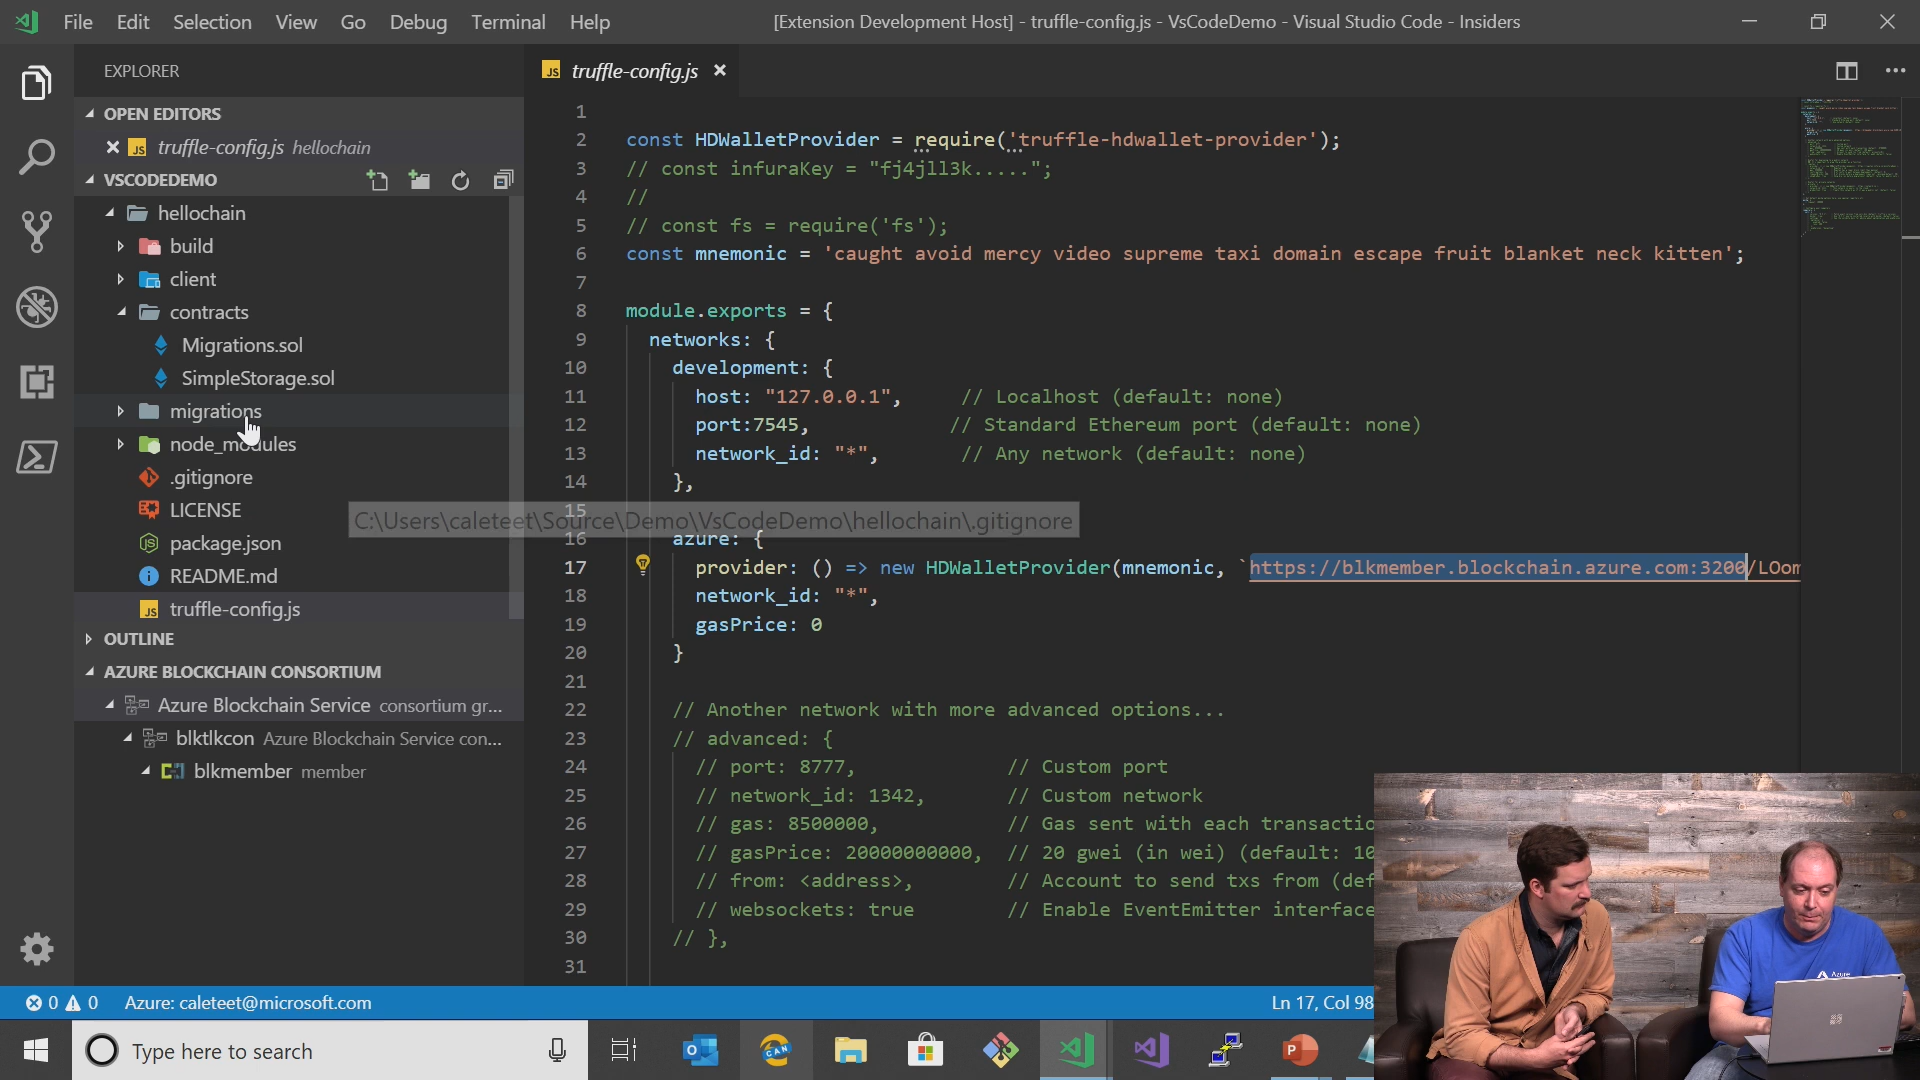 File Edit Selection View Go Debug Terminal Help
[Extension Development Host] - truffle-config.js - VsCodeDemo - Visual Studio Code - Insiders
EXPLORER
OPEN EDITORS
truffle-config.js hellochain
VSCODEDEMO
hellochain
build
client
contracts
Migrations.sol
SimpleStorage.sol
migrations
node_modules
.gitignore
LICENSE
package.json
README.md
truffle-config.js
OUTLINE
AZURE BLOCKCHAIN CONSORTIUM
Azure Blockchain Service consortium gr...
blktlkcon Azure Blockchain Service con...
blkmember member
C:\Users\caleteet\Source\Demo\VsCodeDemo\hellochain\.gitignore
truffle-config.js
1
2 const HDWalletProvider = require('truffle-hdwallet-provider');
3 // const infuraKey = "fj4jll3k.....";
4 //
5 // const fs = require('fs');
6 const mnemonic = 'caught avoid mercy video supreme taxi domain escape fruit blanket neck kitten';
7
8 module.exports = {
9 networks: {
10 development: {
11 host: "127.0.0.1", // Localhost (default: none)
12 port:7545, // Standard Ethereum port (default: none)
13 network_id: "*", // Any network (default: none)
14 },
15
16 azure: {
17 provider: () => new HDWalletProvider(mnemonic, `https://blkmember.blockchain.azure.com:3200/LOom
18 network_id: "*",
19 gasPrice: 0
20 }
21
22 // Another network with more advanced options...
23 // advanced: {
24 // port: 8777, // Custom port
25 // network_id: 1342, // Custom network
26 // gas: 8500000, // Gas sent with each transactio
27 // gasPrice: 20000000000, // 20 gwei (in wei) (default: 10
28 // from: <address>, // Account to send txs from (def
29 // websockets: true // Enable EventEmitter interface
30 // },
31
0 0 Azure: caleteet@microsoft.com
Ln 17, Col 98
Type here to search
CAN
Azure